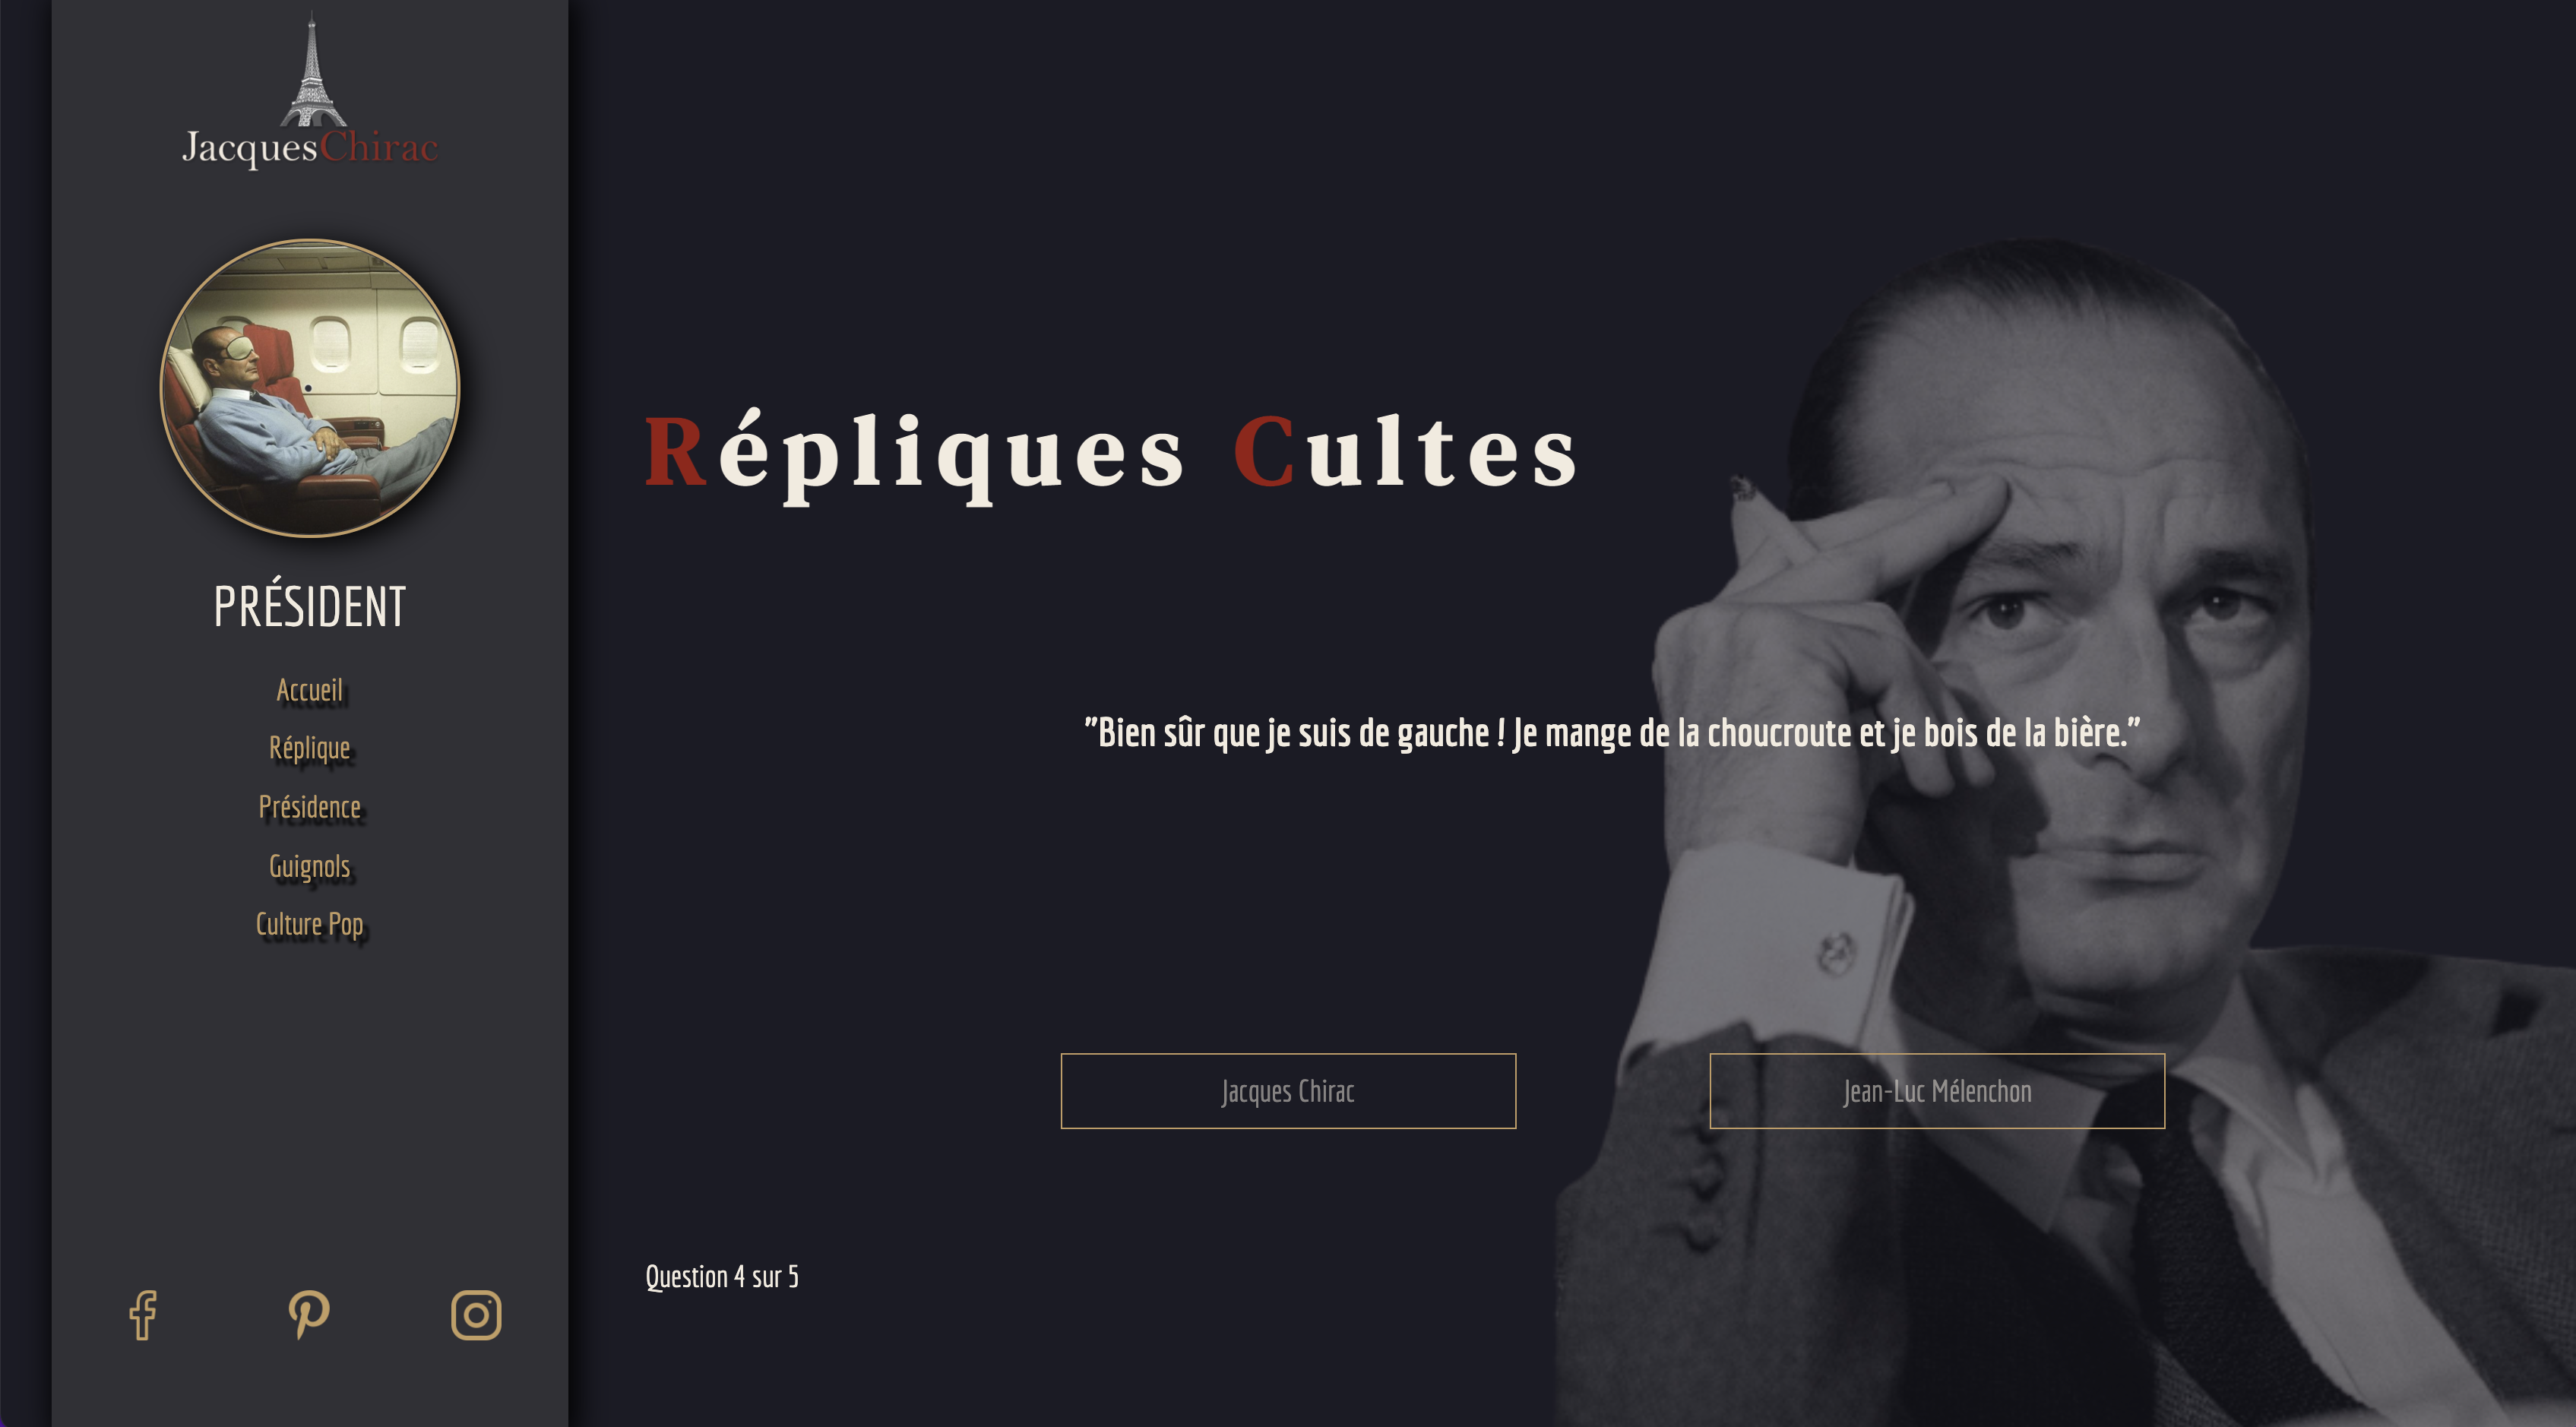 JacquesChirac
PRÉSIDENT
Accueil
Réplique
Présidence
Guignols
Culture Pop
Répliques Cultes
"Bien sûr que je suis de gauche ! Je mange de la choucroute et je bois de la bière."
Jacques Chirac
Jean-Luc Mélenchon
Question 4 sur 5